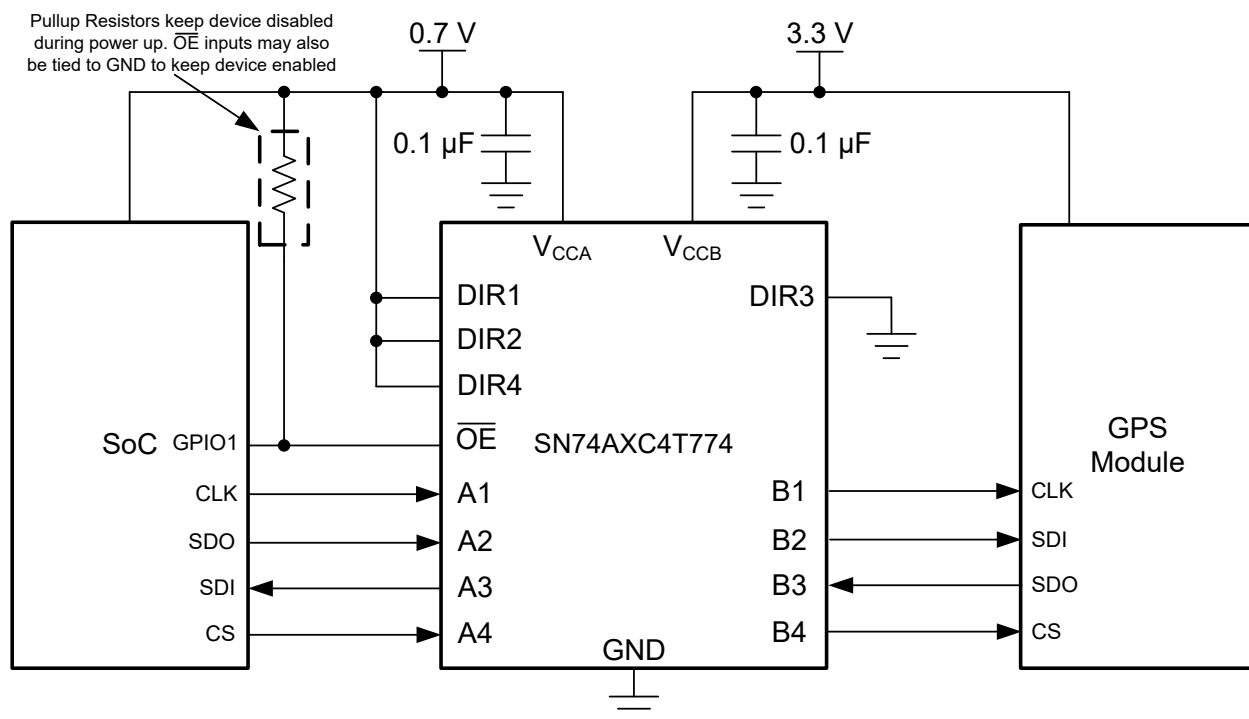 Pullup Resistors keep device disabled
during power up. O̅E̅ inputs may also
be tied to GND to keep device enabled
0.7 V
3.3 V
0.1 µF
0.1 µF
VCCA
VCCB
DIR1
DIR3
DIR2
DIR4
SoC
GPIO1
O̅E̅
SN74AXC4T774
GPS
Module
CLK
A1
B1
CLK
SDO
A2
B2
SDI
SDI
A3
B3
SDO
CS
A4
B4
CS
GND